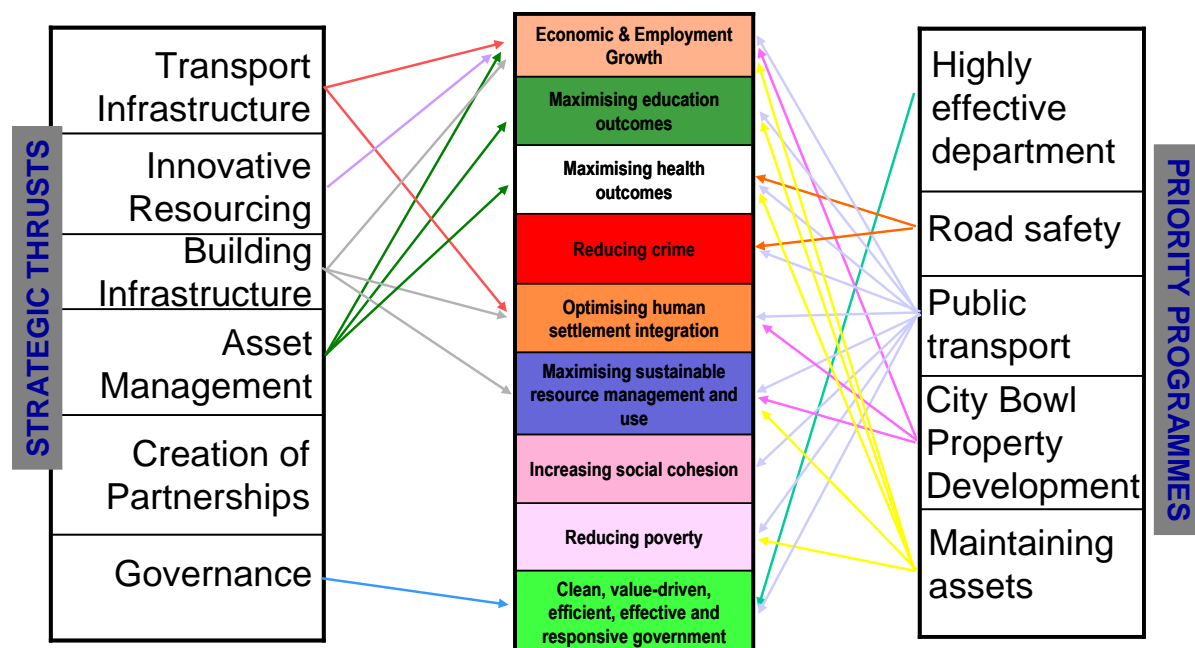 STRATEGIC THRUSTS
Transport
Infrastructure
Innovative
Resourcing
Building
Infrastructure
Asset
Management
Creation of
Partnerships
Governance
Economic & Employment
Growth
Maximising education
outcomes
Maximising health
outcomes
Reducing crime
Optimising human
settlement integration
Maximising sustainable
resource management and
use
Increasing social cohesion
Reducing poverty
Clean, value-driven,
efficient, effective and
responsive government
Highly
effective
department
Road safety
Public
transport
City Bowl
Property
Development
Maintaining
assets
PRIORITY PROGRAMMES